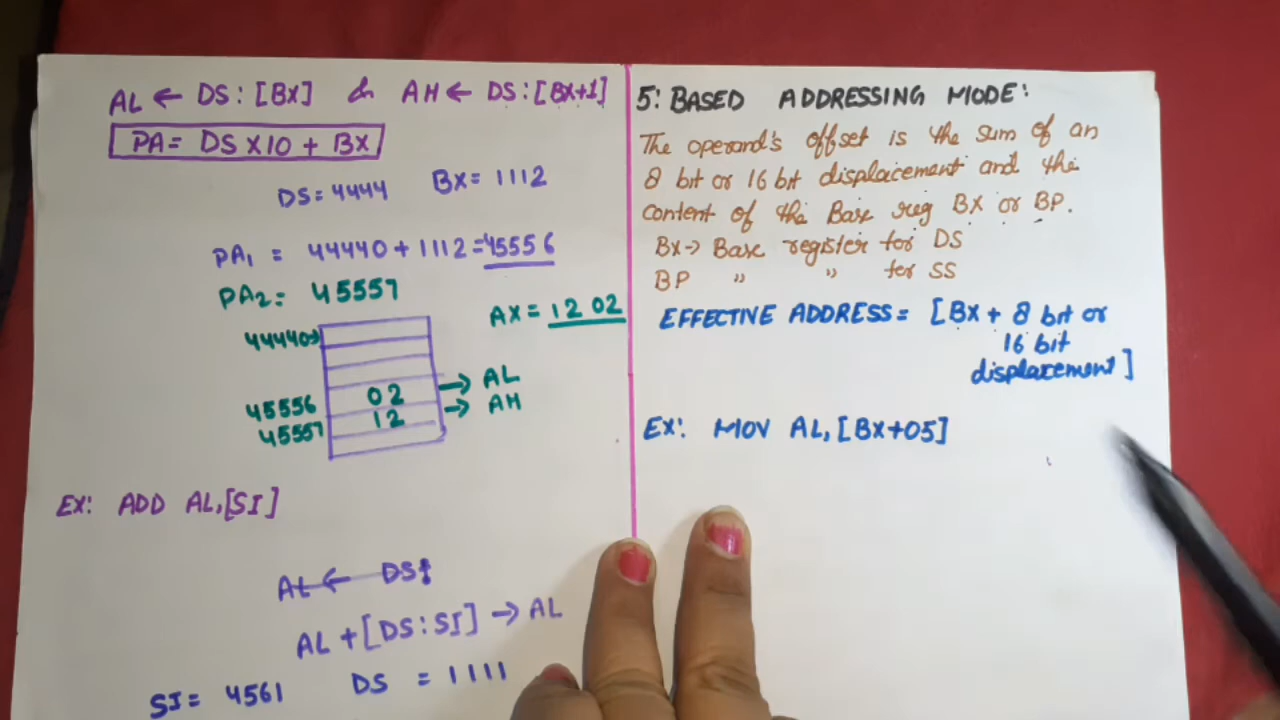 AL ← DS: [BX] & AH ← DS: [BX+1]
PA = DS X 10 + BX
DS = 4444 BX = 1112
PA1 = 44440 + 1112 = 45556
PA2 = 45557
AX = 12 02
44440
02 → AL
45556
12 → AH
45557
EX: ADD AL,[SI]
AL ← DS:
AL + [DS:SI] → AL
SI = 4561 DS = 1111
5: BASED ADDRESSING MODE:
The operand's offset is the sum of an
8 bit or 16 bit displacement and the
content of the Base reg BX or BP.
BX → Base register for DS
BP " " for SS
EFFECTIVE ADDRESS = [BX + 8 bit or
16 bit
displacement]
EX: MOV AL, [BX+05]